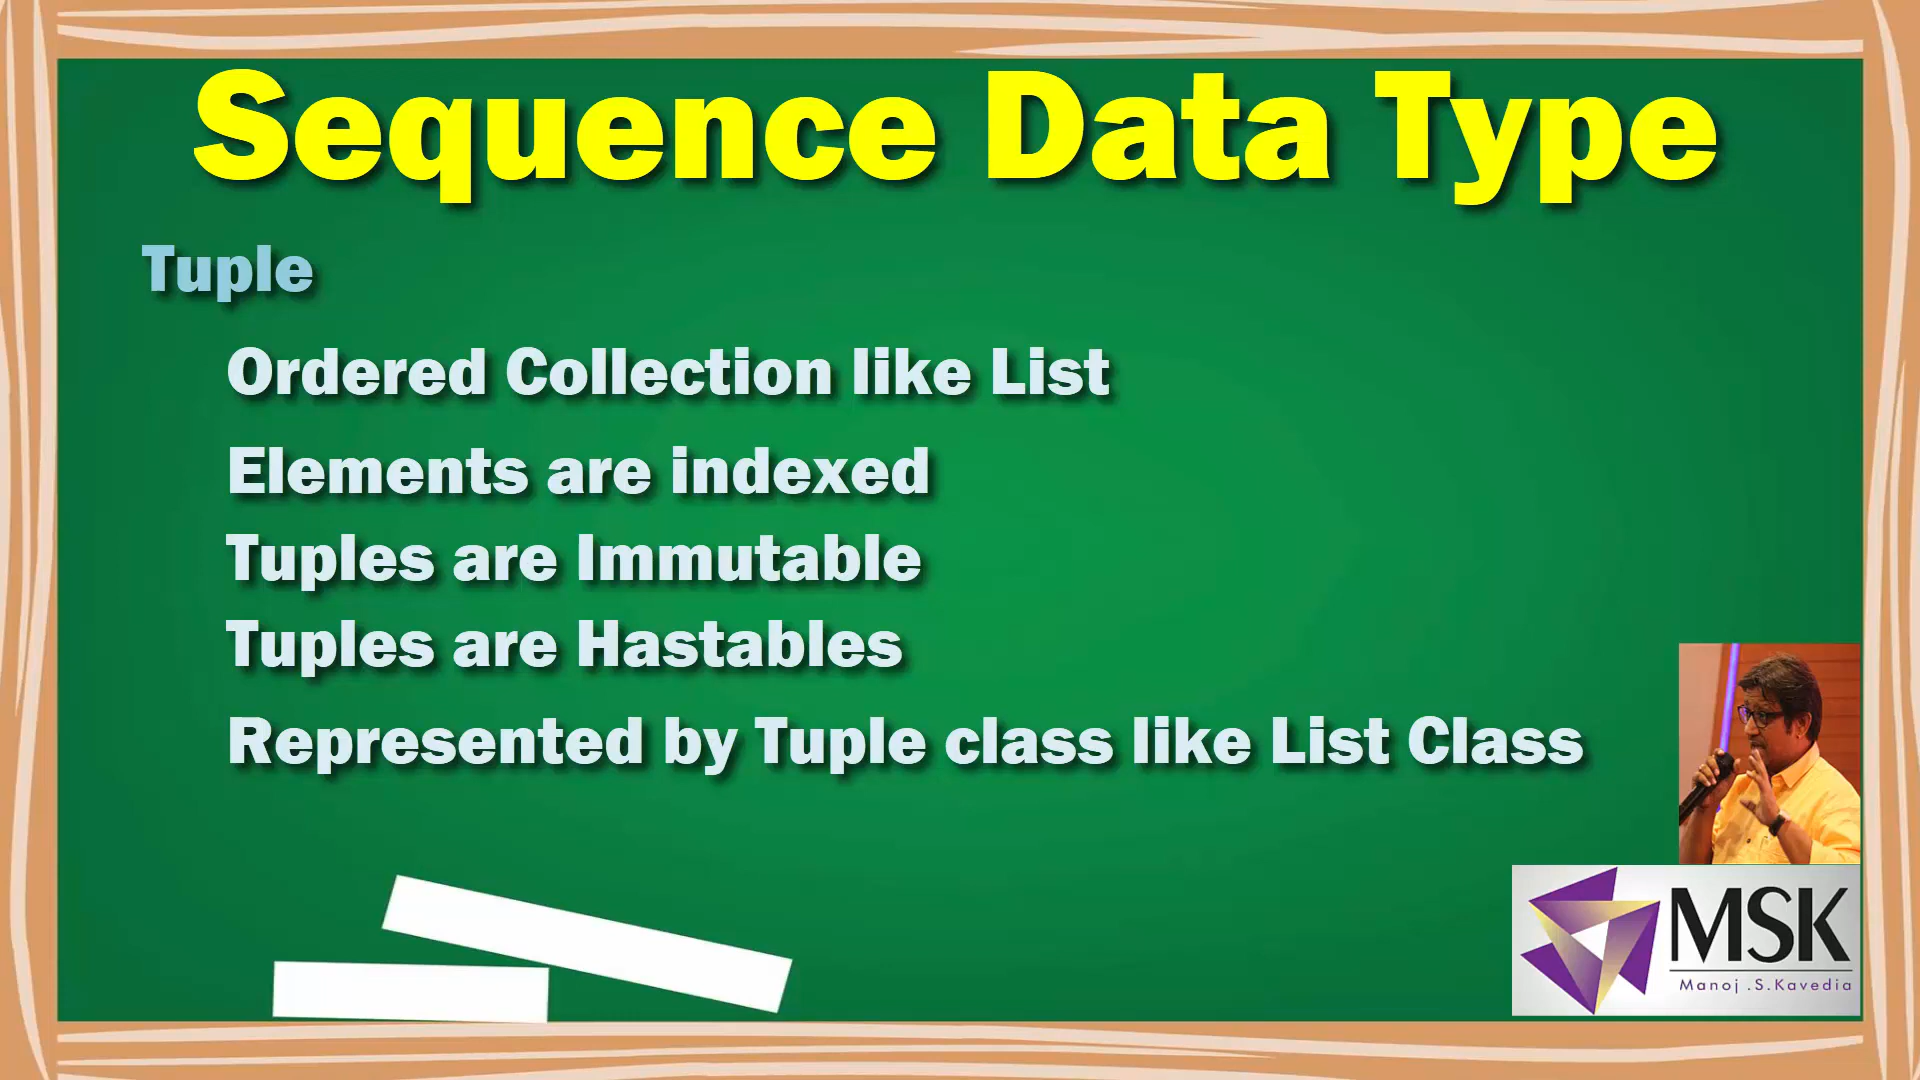 Sequence Data Type
Tuple
Ordered Collection like List
Elements are indexed
Tuples are Immutable
Tuples are Hastables
Represented by Tuple class like List Class
MSK
Manoj .S.Kavedia